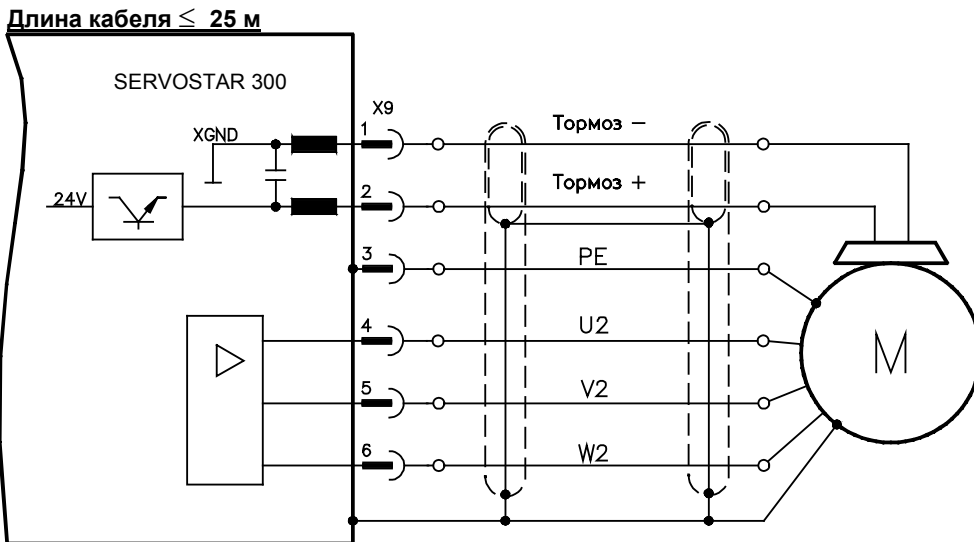 Длина кабеля ≤ 25 м
SERVOSTAR 300
X9
XGND
1
Тормоз –
24V
2
Тормоз +
3
PE
4
U2
M
5
V2
6
W2